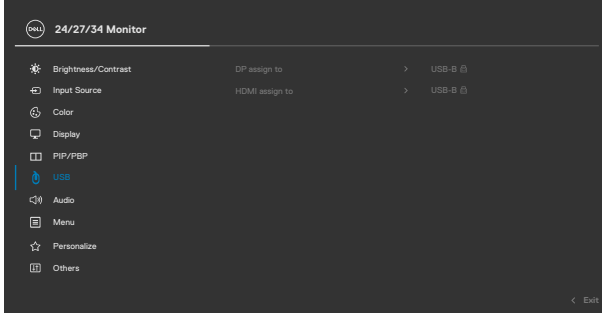 DELL 24/27/34 Monitor
Brightness/Contrast DP assign to > USB-B
Input Source HDMI assign to > USB-B
Color
Display
PIP/PBP
USB
Audio
Menu
Personalize
Others
< Exit